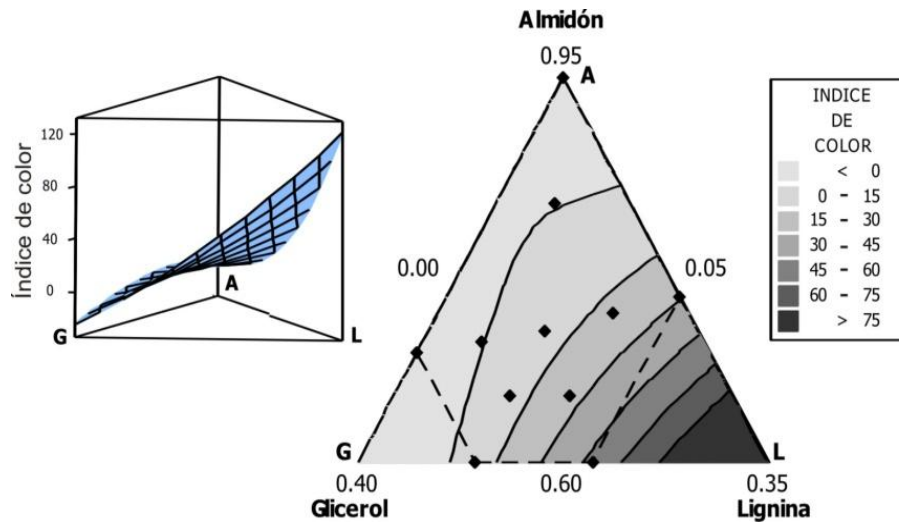 Índice de color
120
80
40
0
G
A
L
Almidón
0.95
A
0.00
0.05
G
L
0.40
0.60
0.35
Glicerol
Lignina
INDICE
DE
COLOR
< 0
0 - 15
15 - 30
30 - 45
45 - 60
60 - 75
> 75